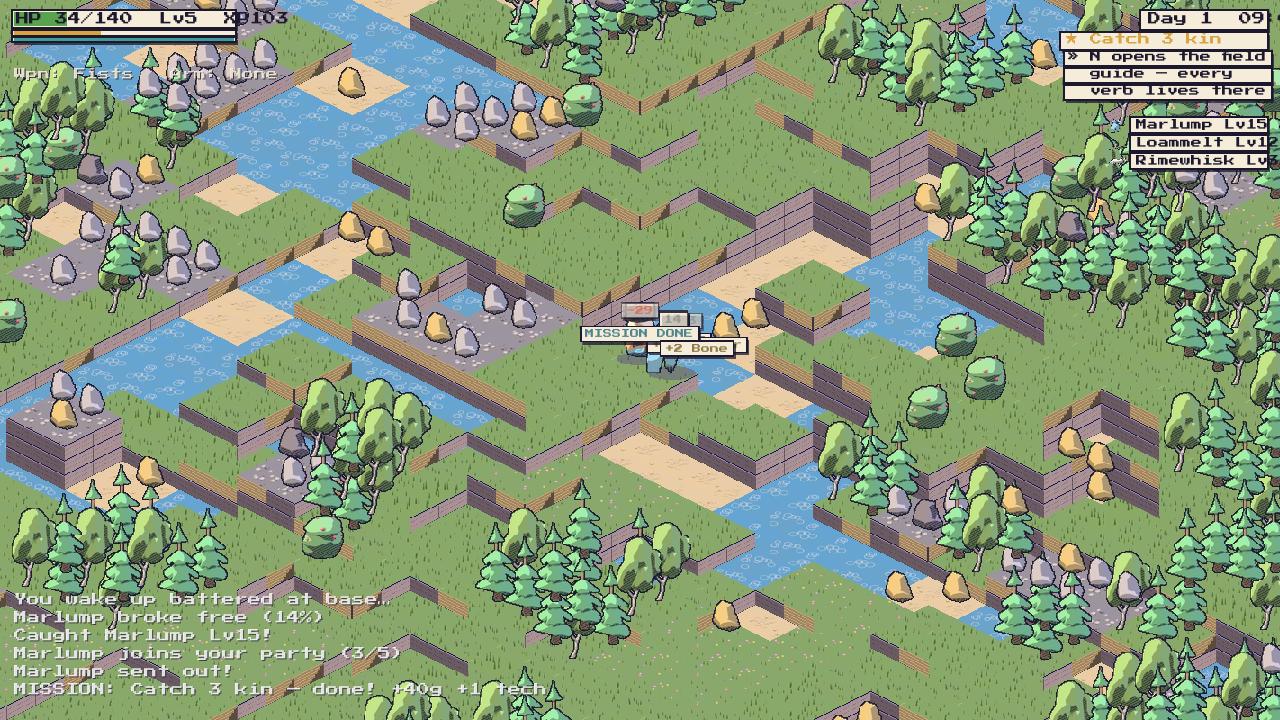 HP 34/140 Lv5 XP103
Wpn: Fists Arm: None
Day 1 09
★ Catch 3 kin
» N opens the field
guide — every
verb lives there
Marlump Lv15
Loammelt Lv12
Rimewhisk Lv
-29
14
MISSION DONE
+2 Bone
You wake up battered at base…
Marlump broke free (14%)
Caught Marlump Lv15!
Marlump joins your party (3/5)
Marlump sent out!
MISSION: Catch 3 kin — done! +40g +1 tech